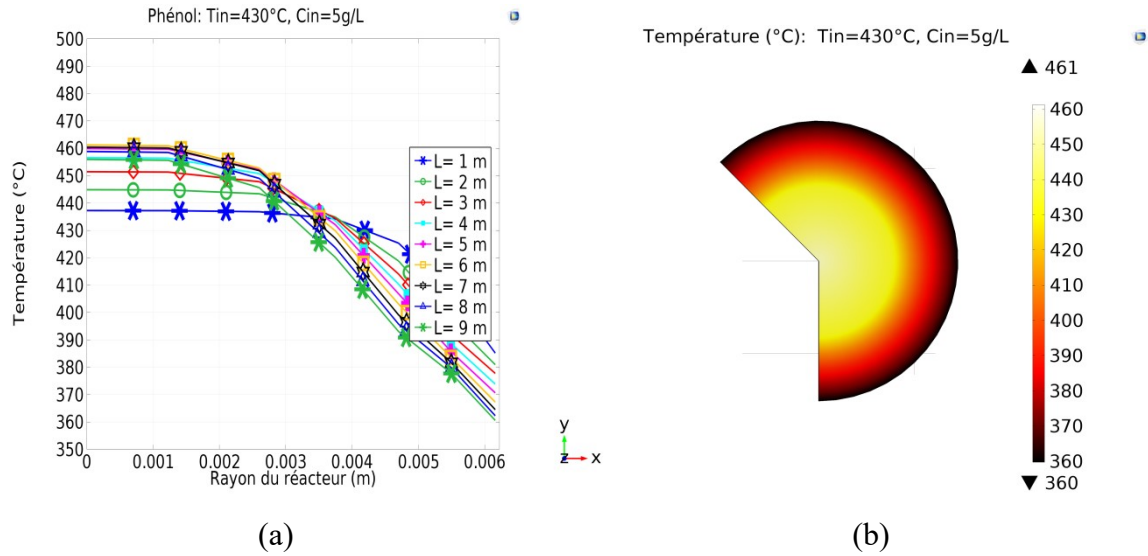 Phénol: Tin=430°C, Cin=5g/L
500
490
480
470
460
450
440
430
420
410
400
390
380
370
360
350
Température (°C)
0 0.001 0.002 0.003 0.004 0.005 0.006
Rayon du réacteur (m)
L= 1 m
L= 2 m
L= 3 m
L= 4 m
L= 5 m
L= 6 m
L= 7 m
L= 8 m
L= 9 m
(a)
Température (°C): Tin=430°C, Cin=5g/L
▲ 461
460
450
440
430
420
410
400
390
380
370
360
▼ 360
y
z x
(b)